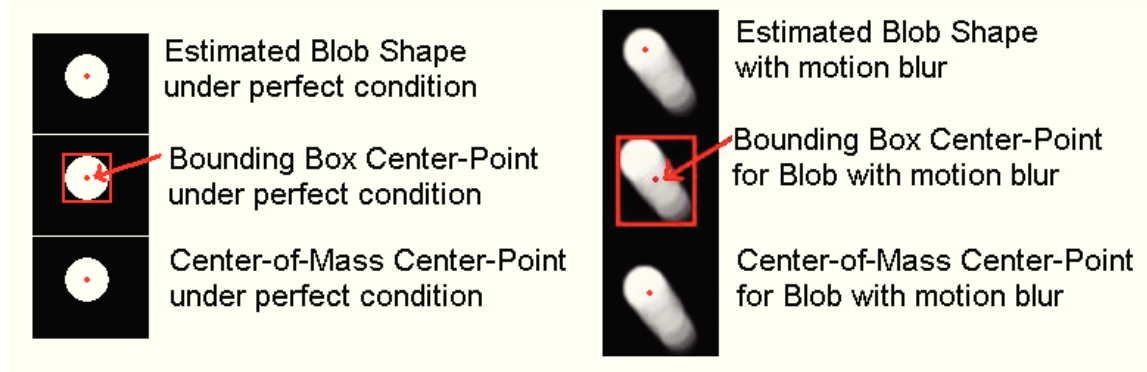 Estimated Blob Shape
under perfect condition
Bounding Box Center-Point
under perfect condition
Center-of-Mass Center-Point
under perfect condition
Estimated Blob Shape
with motion blur
Bounding Box Center-Point
for Blob with motion blur
Center-of-Mass Center-Point
for Blob with motion blur